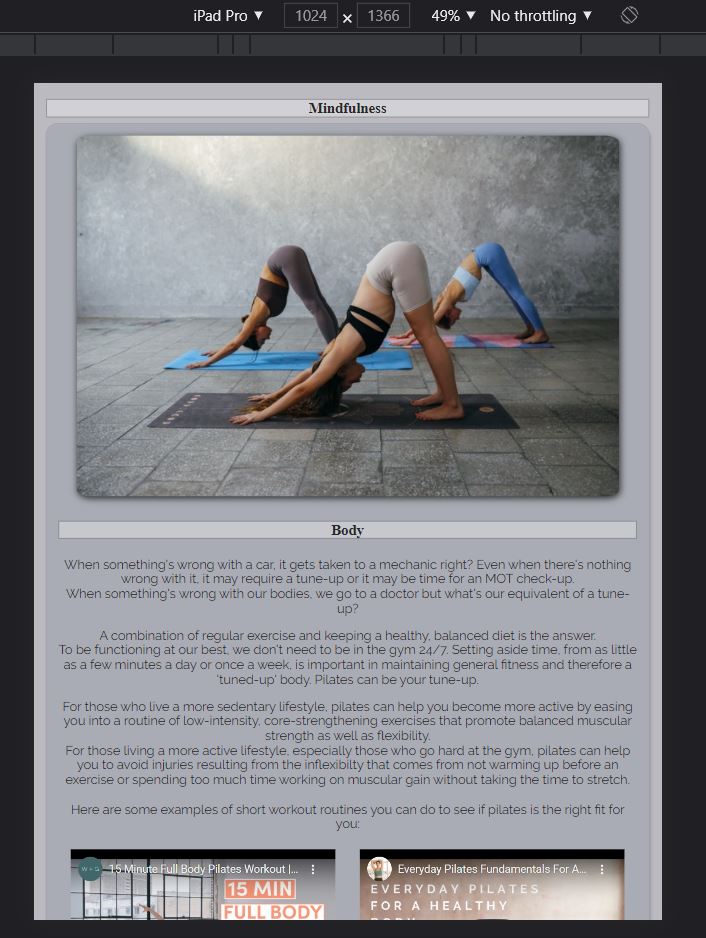 iPad Pro ▼ 1024 x 1366 49% ▼ No throttling ▼
Mindfulness
Body
When something's wrong with a car, it gets taken to a mechanic right? Even when there's nothing
wrong with it, it may require a tune-up or it may be time for an MOT check-up.
When something's wrong with our bodies, we go to a doctor but what's our equivalent of a tune-
up?
A combination of regular exercise and keeping a healthy, balanced diet is the answer.
To be functioning at our best, we don't need to be in the gym 24/7. Setting aside time, from as little
as a few minutes a day or once a week, is important in maintaining general fitness and therefore a
'tuned-up' body. Pilates can be your tune-up.
For those who live a more sedentary lifestyle, pilates can help you become more active by easing
you into a routine of low-intensity, core-strengthening exercises that promote balanced muscular
strength as well as flexibility.
For those living a more active lifestyle, especially those who go hard at the gym, pilates can help
you to avoid injuries resulting from the inflexibilty that comes from not warming up before an
exercise or spending too much time working on muscular gain without taking the time to stretch.
Here are some examples of short workout routines you can do to see if pilates is the right fit for
you:
15 Minute Full Body Pilates Workout |...
15 MIN
FULL BODY
Everyday Pilates Fundamentals For A...
EVERYDAY PILATES
FOR A HEALTHY